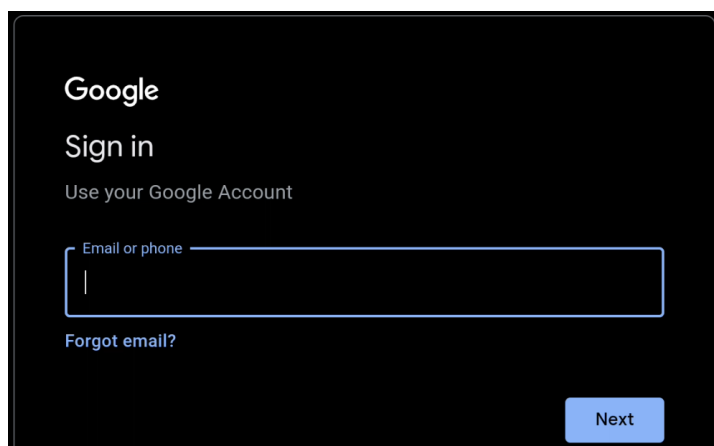 Google
Sign in
Use your Google Account
Email or phone
Forgot email?
Next